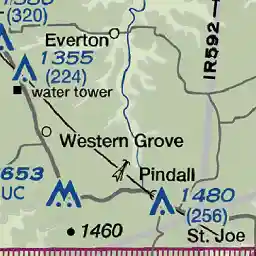 (320)
Everton
1355
(224)
water tower
IR592
Western Grove
653
UC
Pindall
1480
(256)
1460
St. Joe